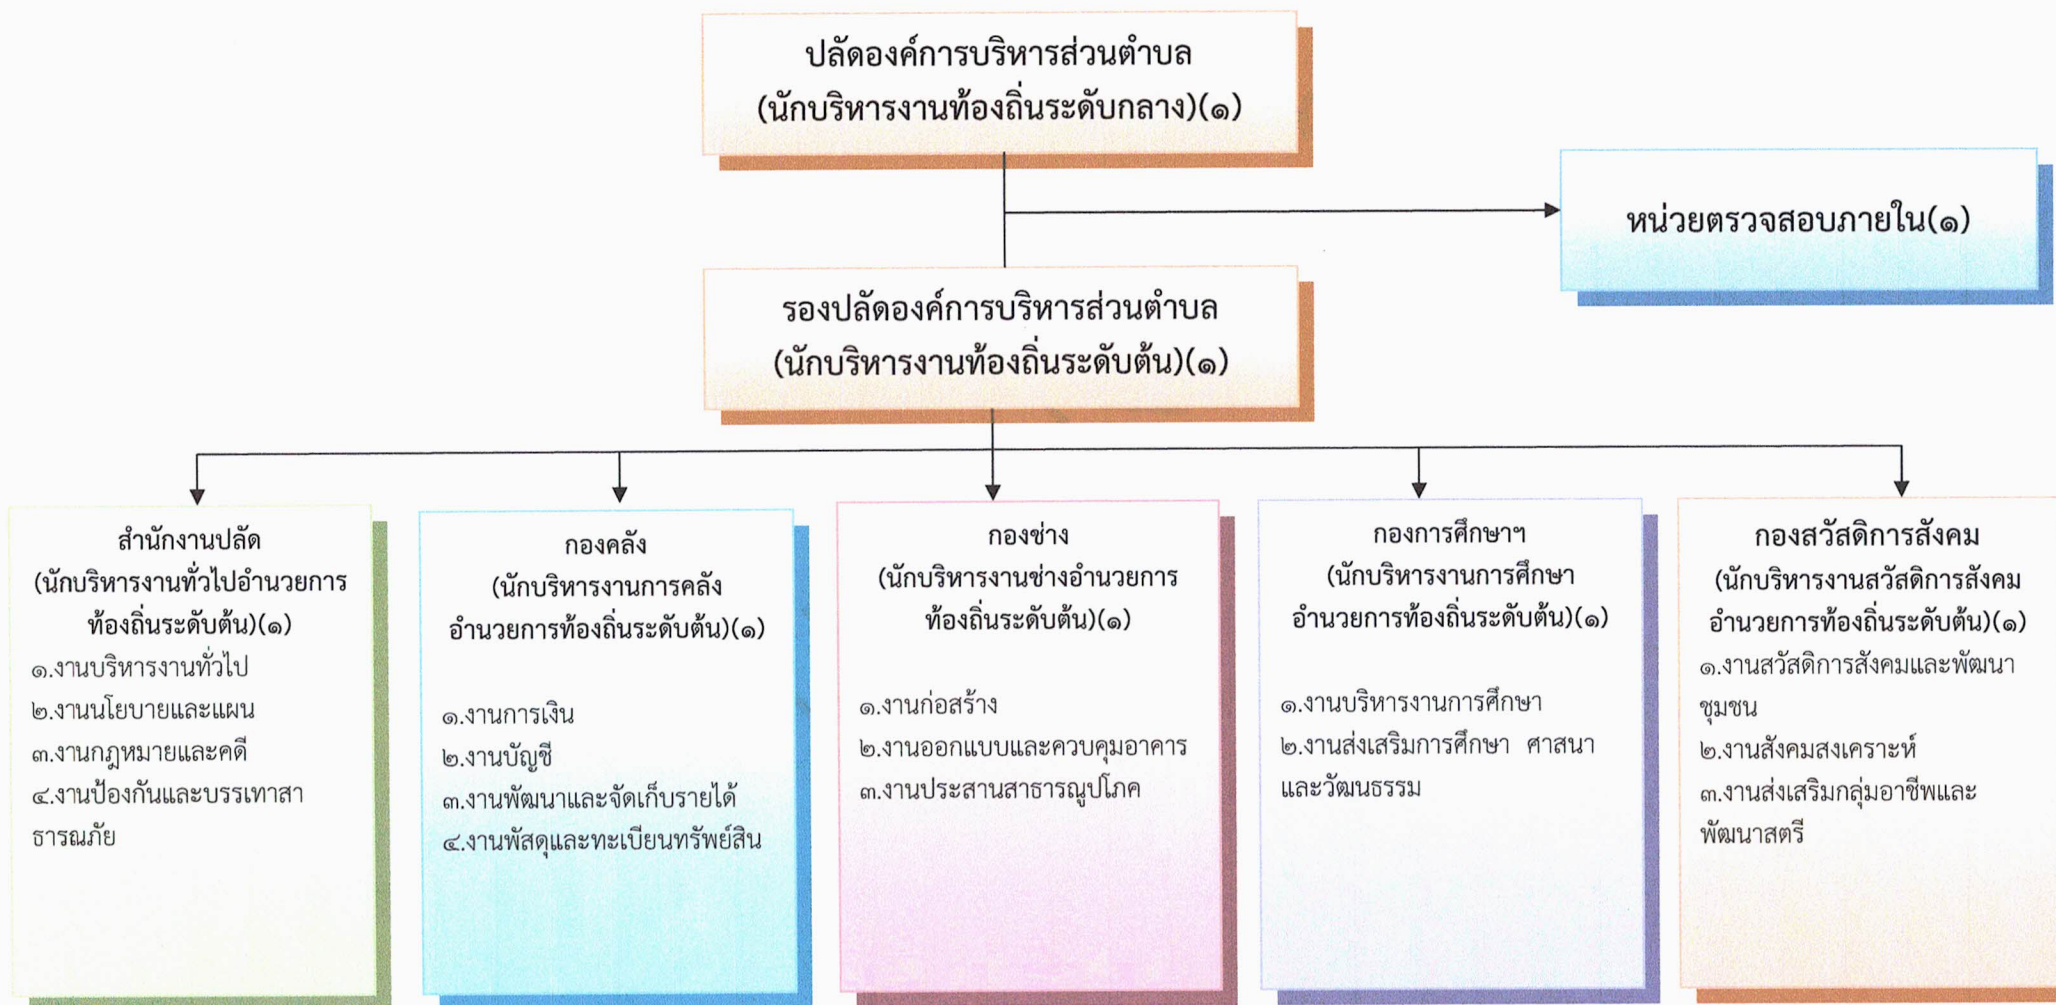 ปลัดองค์การบริหารส่วนตำบล
(นักบริหารงานท้องถิ่นระดับกลาง)(๑)
หน่วยตรวจสอบภายใน(๑)
รองปลัดองค์การบริหารส่วนตำบล
(นักบริหารงานท้องถิ่นระดับต้น)(๑)
สำนักงานปลัด
(นักบริหารงานทั่วไปอำนวยการ
ท้องถิ่นระดับต้น)(๑)
๑.งานบริหารงานทั่วไป
๒.งานนโยบายและแผน
๓.งานกฎหมายและคดี
๔.งานป้องกันและบรรเทาสา
ธารณภัย
กองคลัง
(นักบริหารงานการคลัง
อำนวยการท้องถิ่นระดับต้น)(๑)
๑.งานการเงิน
๒.งานบัญชี
๓.งานพัฒนาและจัดเก็บรายได้
๔.งานพัสดุและทะเบียนทรัพย์สิน
กองช่าง
(นักบริหารงานช่างอำนวยการ
ท้องถิ่นระดับต้น)(๑)
๑.งานก่อสร้าง
๒.งานออกแบบและควบคุมอาคาร
๓.งานประสานสาธารณูปโภค
กองการศึกษาฯ
(นักบริหารงานการศึกษา
อำนวยการท้องถิ่นระดับต้น)(๑)
๑.งานบริหารงานการศึกษา
๒.งานส่งเสริมการศึกษา ศาสนา
และวัฒนธรรม
กองสวัสดิการสังคม
(นักบริหารงานสวัสดิการสังคม
อำนวยการท้องถิ่นระดับต้น)(๑)
๑.งานสวัสดิการสังคมและพัฒนา
ชุมชน
๒.งานสังคมสงเคราะห์
๓.งานส่งเสริมกลุ่มอาชีพและ
พัฒนาสตรี